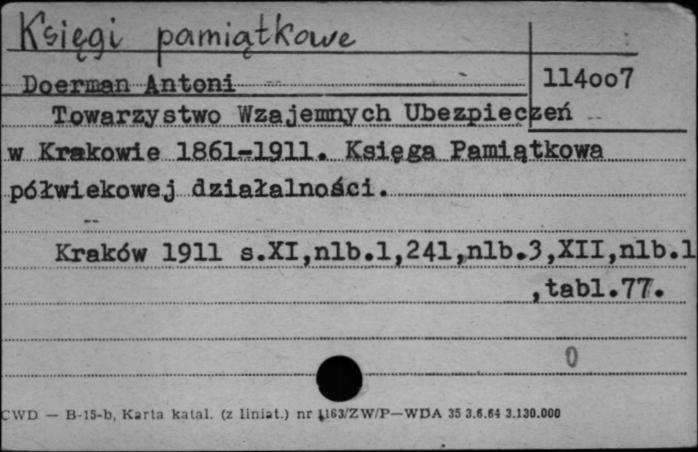 Księgi pamiątkowe
Doerman Antoni
114oo7
Towarzystwo Wzajemnych Ubezpieczeń
w Krakowie 1861-1911. Księga Pamiątkowa
półwiekowej działalności.
--
Kraków 1911 s.XI,nlb.1,241,nlb.3,XII,nlb.1
,tabl.77.
0
CWD — B-15-b, Karta katal. (z liniat.) nr 1163/ZW/P—WDA 35 3.6.64 3.130.000